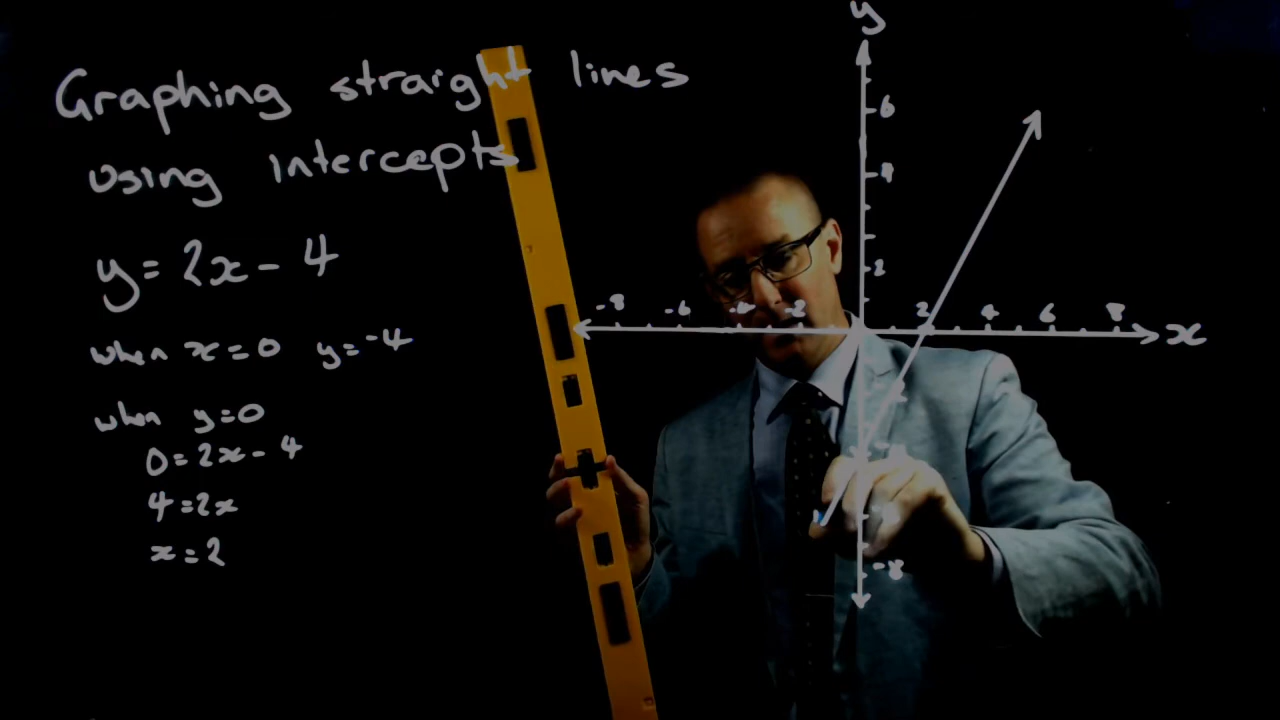 Graphing straight lines
using intercepts
y = 2x - 4
when x = 0 y = -4
when y = 0
0 = 2x - 4
4 = 2x
x = 2
y
6
4
2
-8 -6 -4 -2 2 4 6 8 x
-8